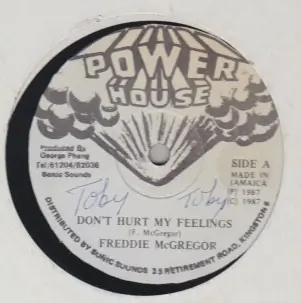 POWER
HOUSE
Produced By
George Phang
Tel: 61204/82036
Sonic Sounds
SIDE A
MADE IN
JAMAICA
(P) 1987
(C) 1987
Toby Toby
DON'T HURT MY FEELINGS
(F. McGregor)
FREDDIE McGREGOR
DISTRIBUTED BY SONIC SOUNDS 25 RETIREMENT ROAD, KINGSTON 5